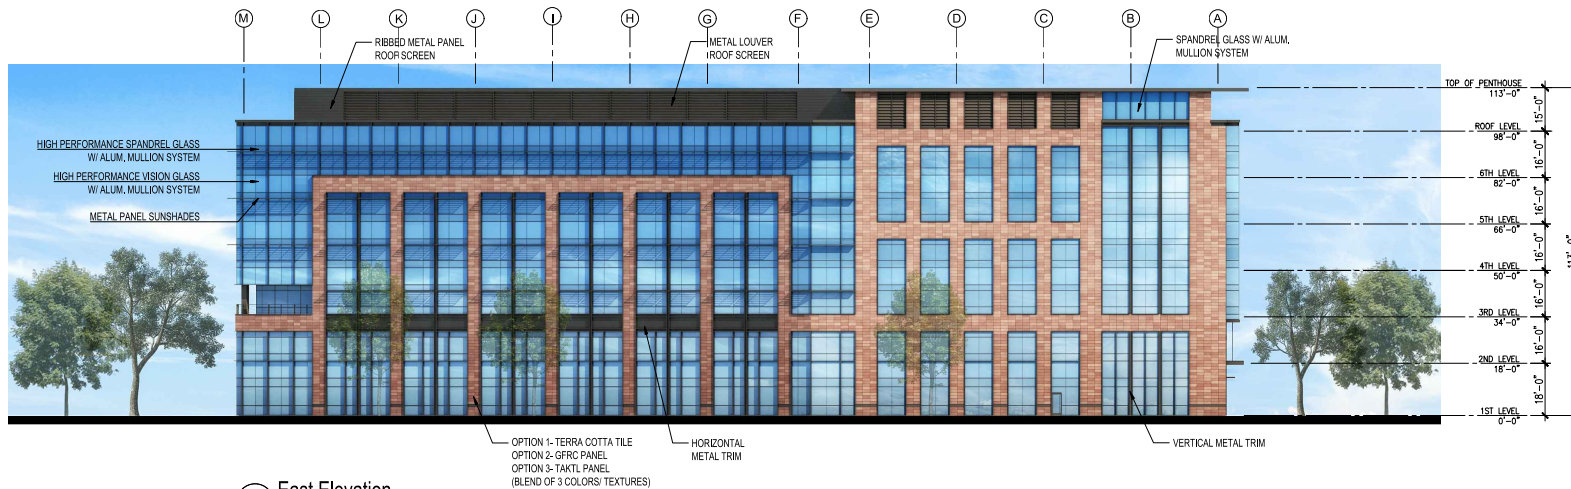 M L K J I H G F E D C B A
RIBBED METAL PANEL
ROOF SCREEN
METAL LOUVER
ROOF SCREEN
SPANDREL GLASS W/ ALUM,
MULLION SYSTEM
HIGH PERFORMANCE SPANDREL GLASS
W/ ALUM, MULLION SYSTEM
HIGH PERFORMANCE VISION GLASS
W/ ALUM, MULLION SYSTEM
METAL PANEL SUNSHADES
TOP OF PENTHOUSE
113'-0"
15'-0"
ROOF LEVEL
98'-0"
16'-0"
6TH LEVEL
82'-0"
16'-0"
5TH LEVEL
66'-0"
16'-0"
4TH LEVEL
50'-0"
16'-0"
3RD LEVEL
34'-0"
16'-0"
2ND LEVEL
18'-0"
18'-0"
1ST LEVEL
0'-0"
OPTION 1- TERRA COTTA TILE
OPTION 2- GFRC PANEL
OPTION 3- TAKTL PANEL
(BLEND OF 3 COLORS/ TEXTURES)
HORIZONTAL
METAL TRIM
VERTICAL METAL TRIM
East Elevation